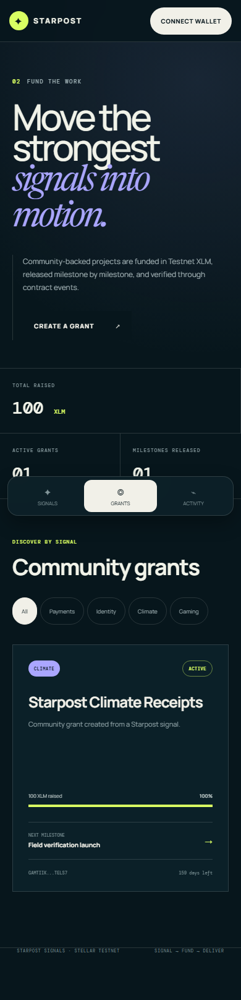 STARPOST
CONNECT WALLET
02 FUND THE WORK
Move the
strongest
signals into
motion.
Community-backed projects are funded in Testnet XLM,
released milestone by milestone, and verified through
contract events.
CREATE A GRANT ↗
TOTAL RAISED
100 XLM
ACTIVE GRANTS
01
MILESTONES RELEASED
01
SIGNALS
GRANTS
ACTIVITY
DISCOVER BY SIGNAL
Community grants
All
Payments
Identity
Climate
Gaming
CLIMATE
ACTIVE
Starpost Climate Receipts
Community grant created from a Starpost signal.
100 XLM raised
100%
NEXT MILESTONE
Field verification launch
→
GAMTIIK...TELS7
159 days left
STARPOST SIGNALS · STELLAR TESTNET
SIGNAL → FUND → DELIVER